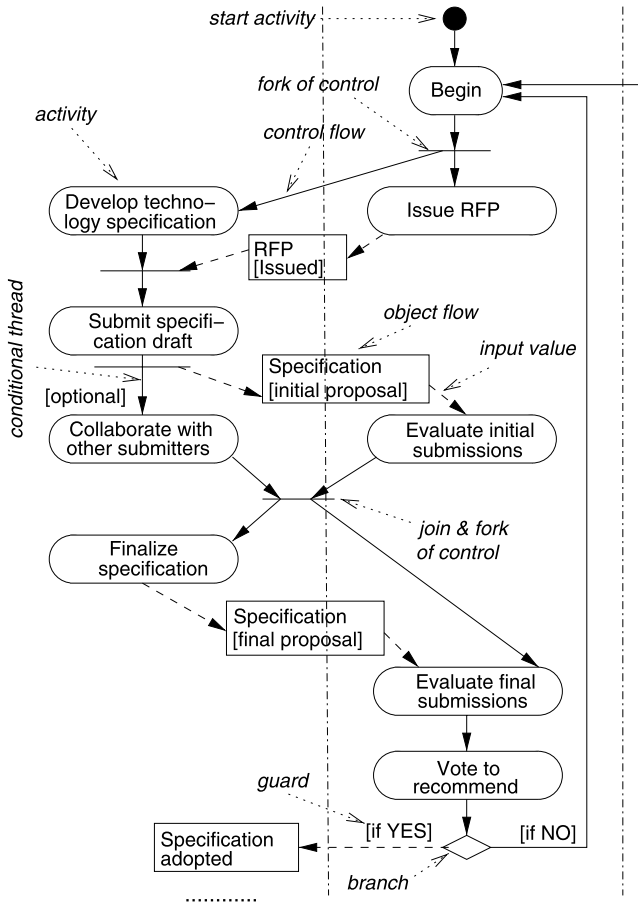 start activity
Begin
fork of control
activity
control flow
Develop techno–
logy specification
Issue RFP
RFP
[Issued]
conditional thread
Submit specifi–
cation draft
object flow
Specification
[initial proposal]
input value
[optional]
Collaborate with
other submitters
Evaluate initial
submissions
join & fork
of control
Finalize
specification
Specification
[final proposal]
Evaluate final
submissions
Vote to
recommend
guard
[if YES]
[if NO]
Specification
adopted
branch
............